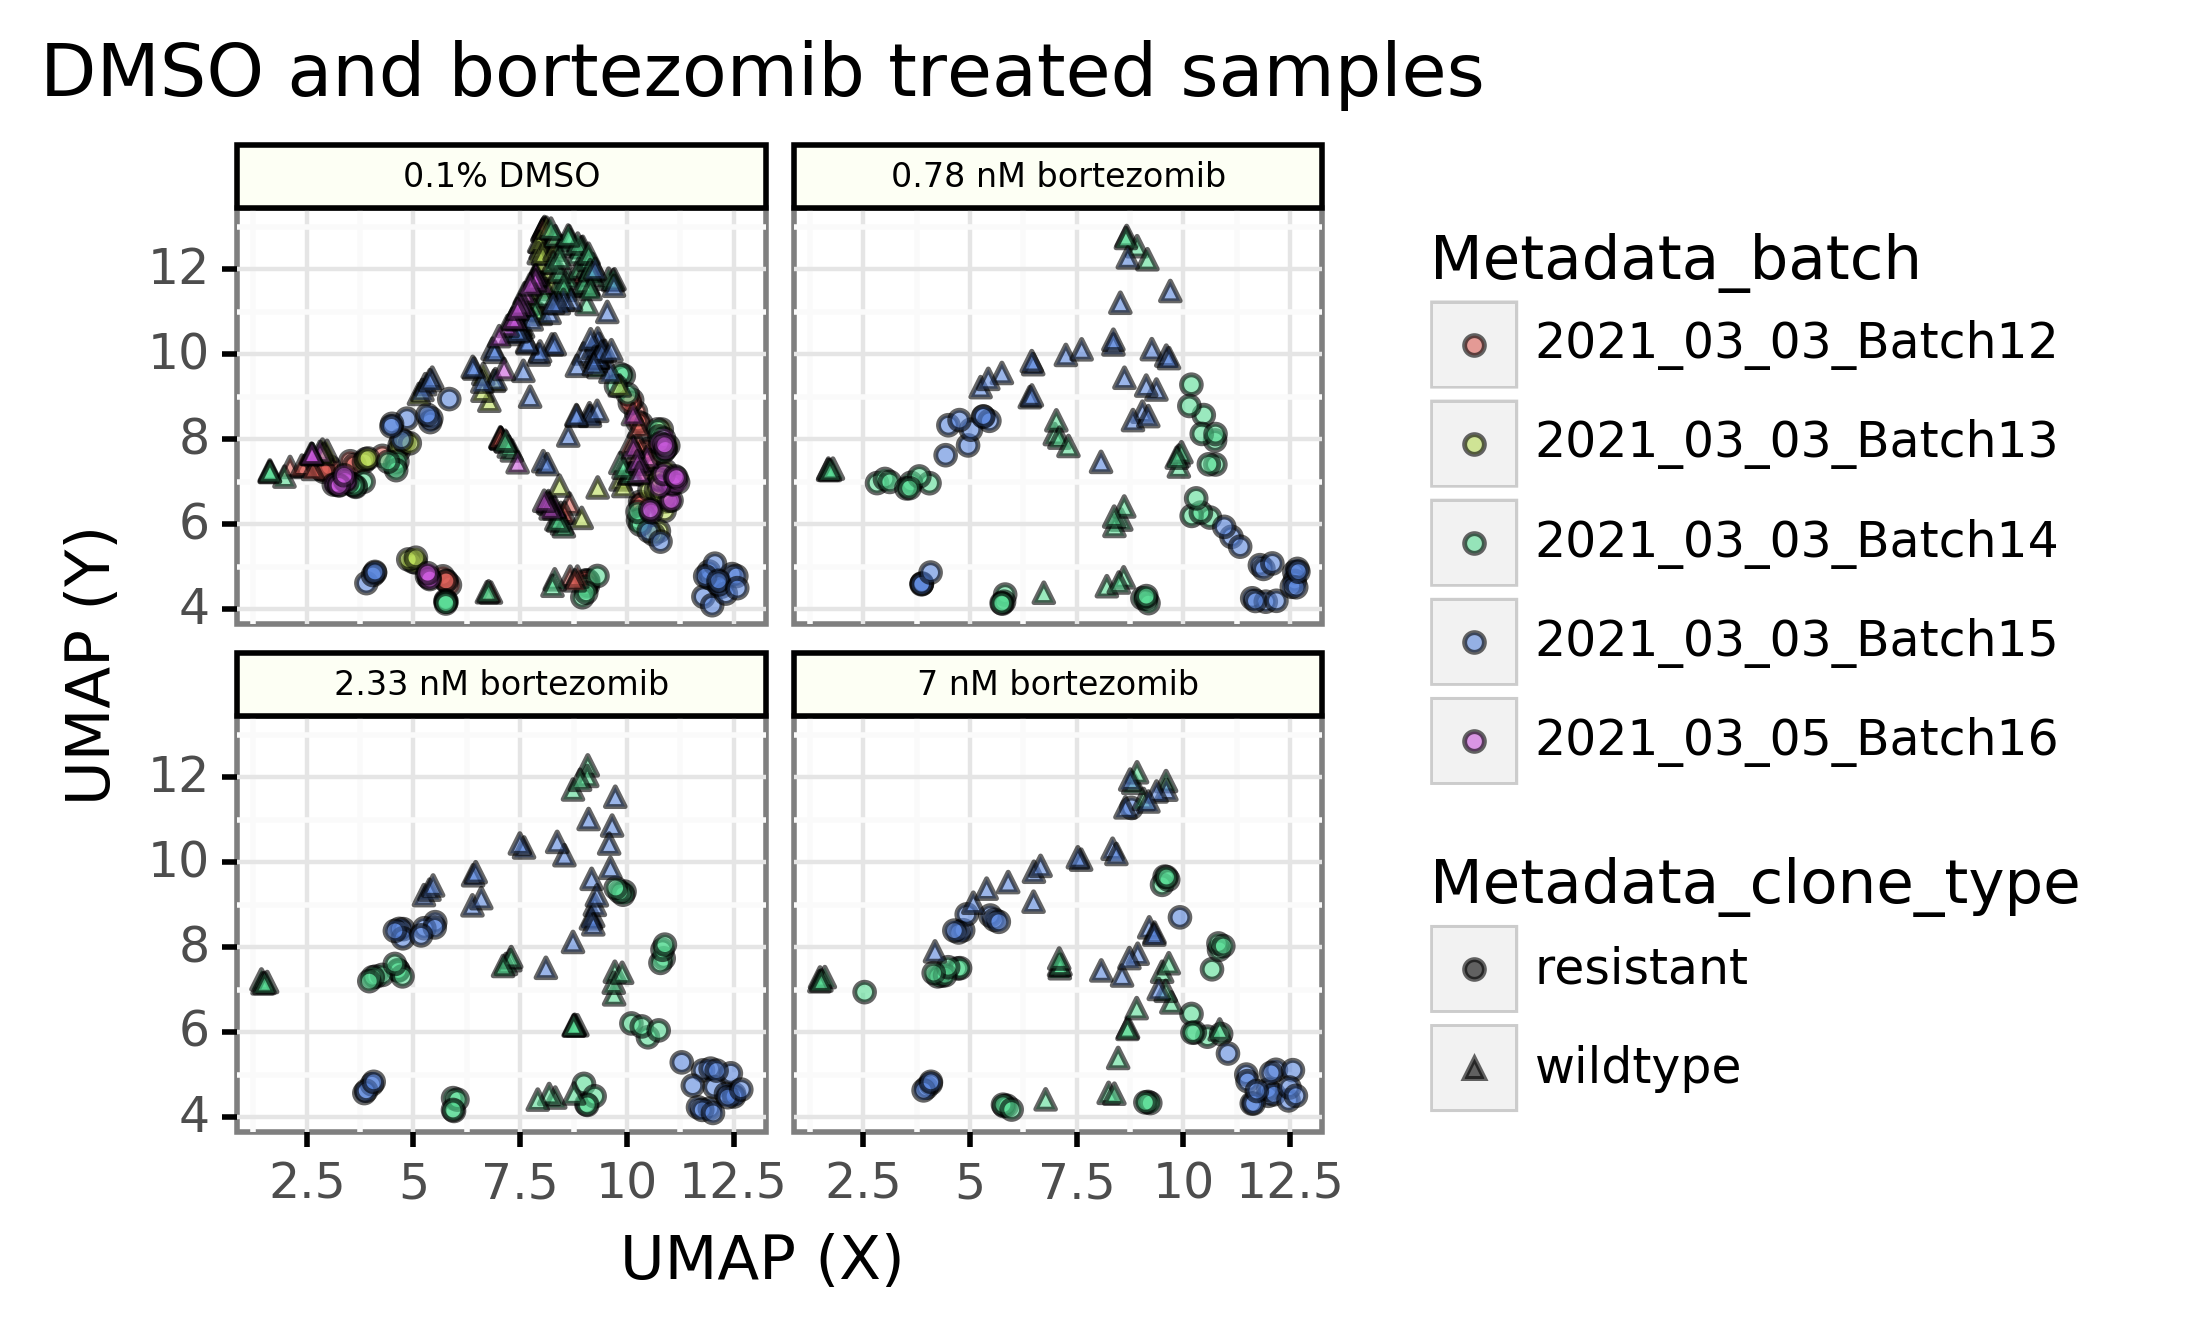 DMSO and bortezomib treated samples
0.1% DMSO
0.78 nM bortezomib
12
10
8
6
4
2.33 nM bortezomib
7 nM bortezomib
12
10
8
6
4
2.5 5 7.5 10 12.5
2.5 5 7.5 10 12.5
UMAP (X)
UMAP (Y)
Metadata_batch
2021_03_03_Batch12
2021_03_03_Batch13
2021_03_03_Batch14
2021_03_03_Batch15
2021_03_05_Batch16
Metadata_clone_type
resistant
wildtype